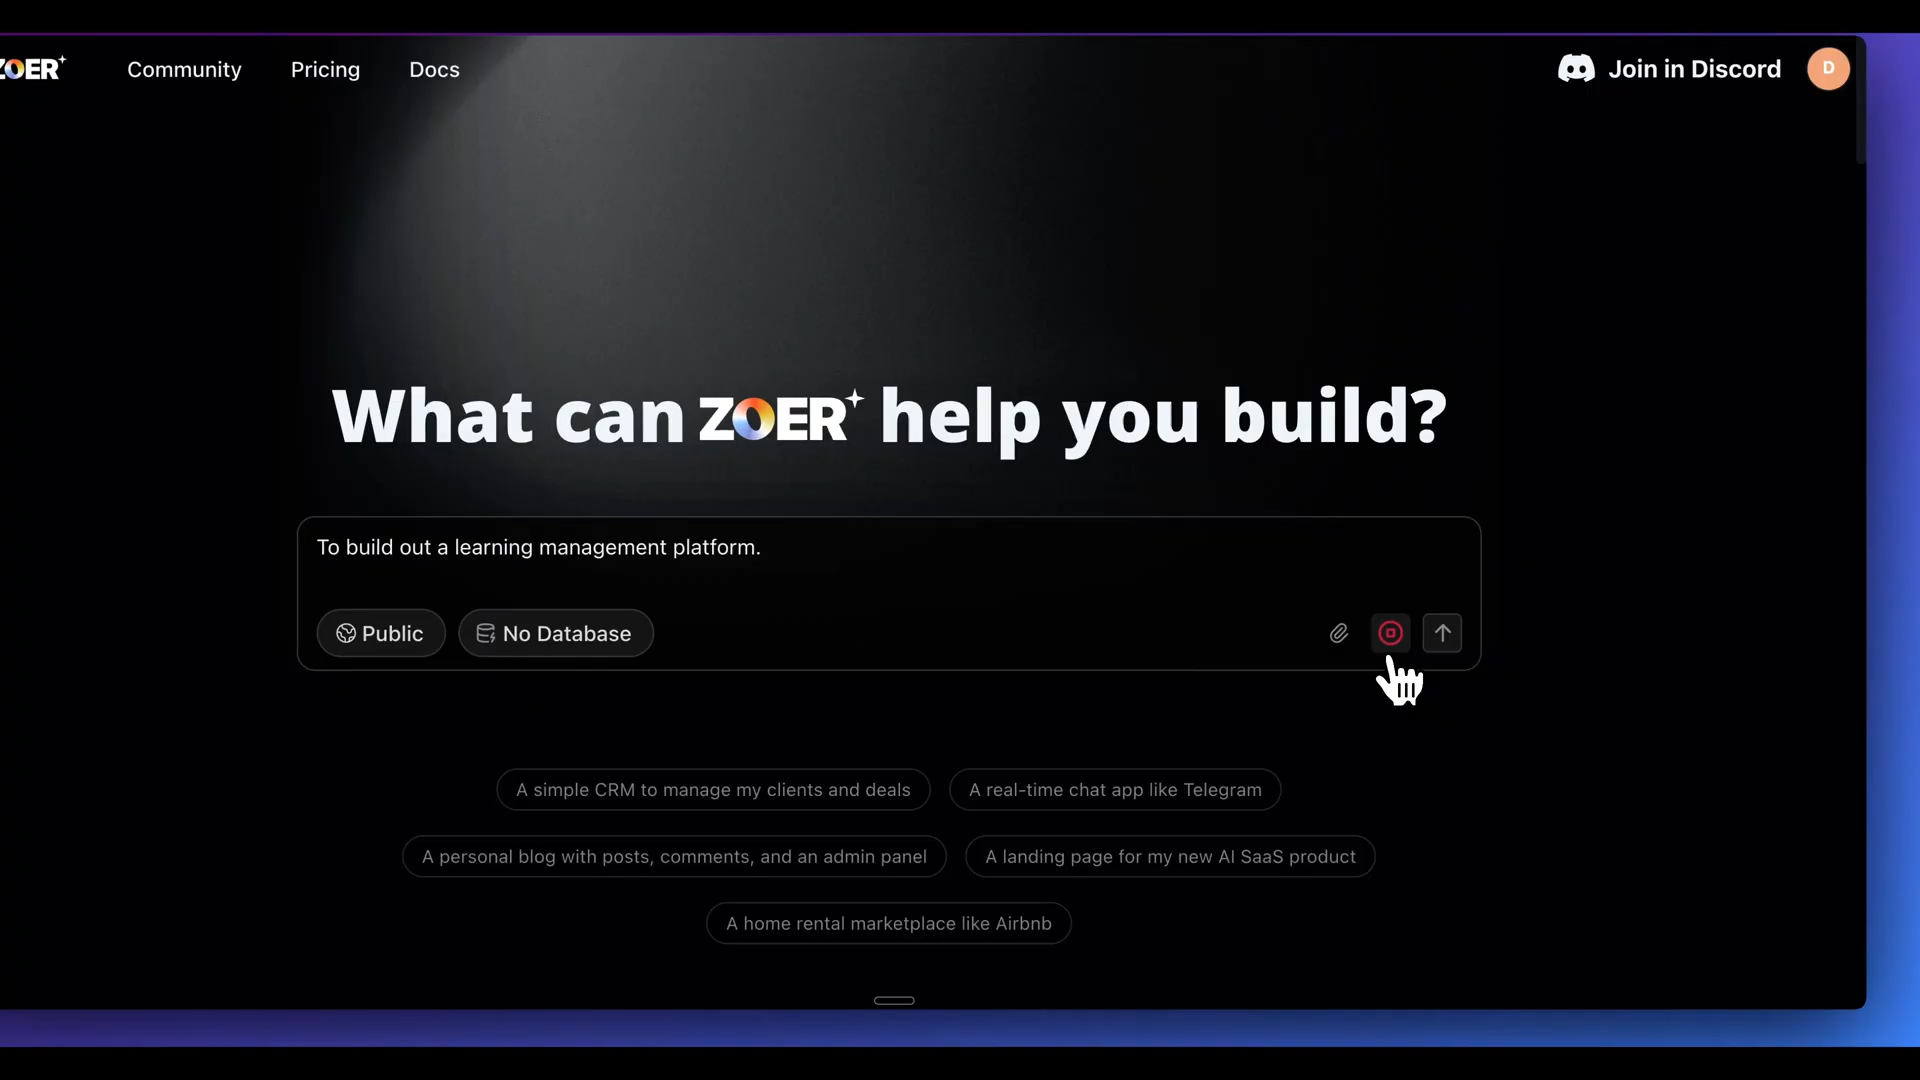 ZOER Community Pricing Docs Join in Discord D
What can ZOER help you build?
To build out a learning management platform.
Public No Database
A simple CRM to manage my clients and deals A real-time chat app like Telegram
A personal blog with posts, comments, and an admin panel A landing page for my new AI SaaS product
A home rental marketplace like Airbnb